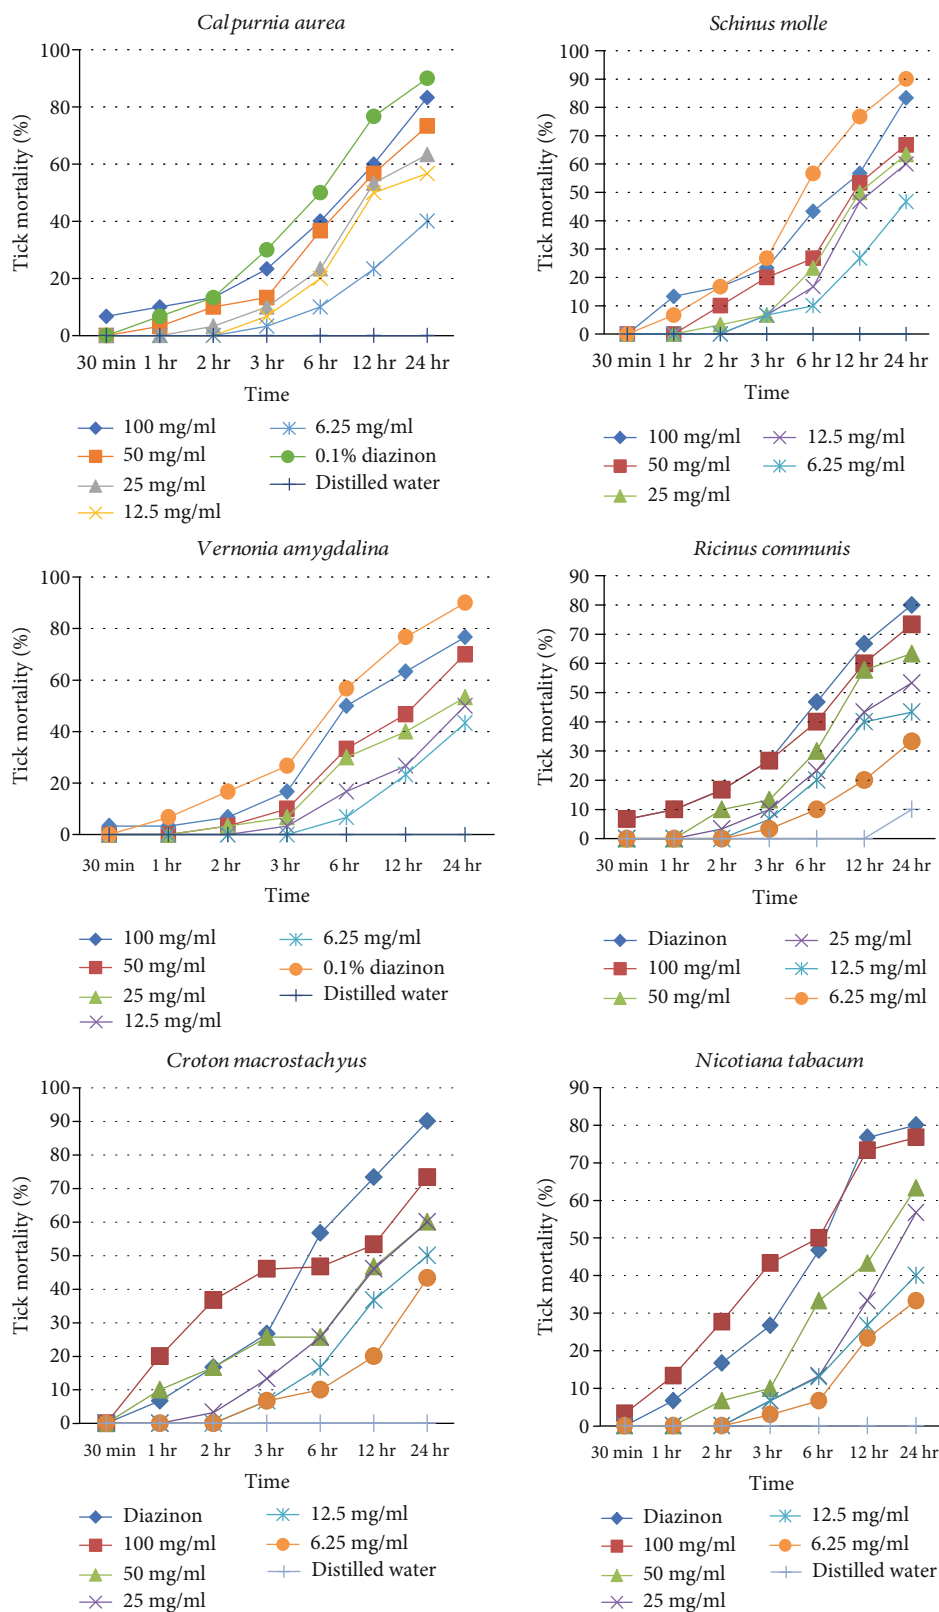 Calpurnia aurea
100
80
60
40
20
0
Tick mortality (%)
30 min 1 hr 2 hr 3 hr 6 hr 12 hr 24 hr
Time
100 mg/ml
50 mg/ml
25 mg/ml
12.5 mg/ml
6.25 mg/ml
0.1% diazinon
Distilled water
Schinus molle
100
90
80
70
60
50
40
30
20
10
0
Tick mortality (%)
30 min 1 hr 2 hr 3 hr 6 hr 12 hr 24 hr
Time
100 mg/ml
50 mg/ml
25 mg/ml
12.5 mg/ml
6.25 mg/ml
Vernonia amygdalina
100
80
60
40
20
0
Tick mortality (%)
30 min 1 hr 2 hr 3 hr 6 hr 12 hr 24 hr
Time
100 mg/ml
50 mg/ml
25 mg/ml
12.5 mg/ml
6.25 mg/ml
0.1% diazinon
Distilled water
Ricinus communis
90
80
70
60
50
40
30
20
10
0
Tick mortality (%)
30 min 1 hr 2 hr 3 hr 6 hr 12 hr 24 hr
Time
Diazinon
100 mg/ml
50 mg/ml
25 mg/ml
12.5 mg/ml
6.25 mg/ml
Croton macrostachyus
100
90
80
70
60
50
40
30
20
10
0
Tick mortality (%)
30 min 1 hr 2 hr 3 hr 6 hr 12 hr 24 hr
Time
Diazinon
100 mg/ml
50 mg/ml
25 mg/ml
12.5 mg/ml
6.25 mg/ml
Distilled water
Nicotiana tabacum
90
80
70
60
50
40
30
20
10
0
Tick mortality (%)
30 min 1 hr 2 hr 3 hr 6 hr 12 hr 24 hr
Time
Diazinon
100 mg/ml
50 mg/ml
25 mg/ml
12.5 mg/ml
6.25 mg/ml
Distilled water